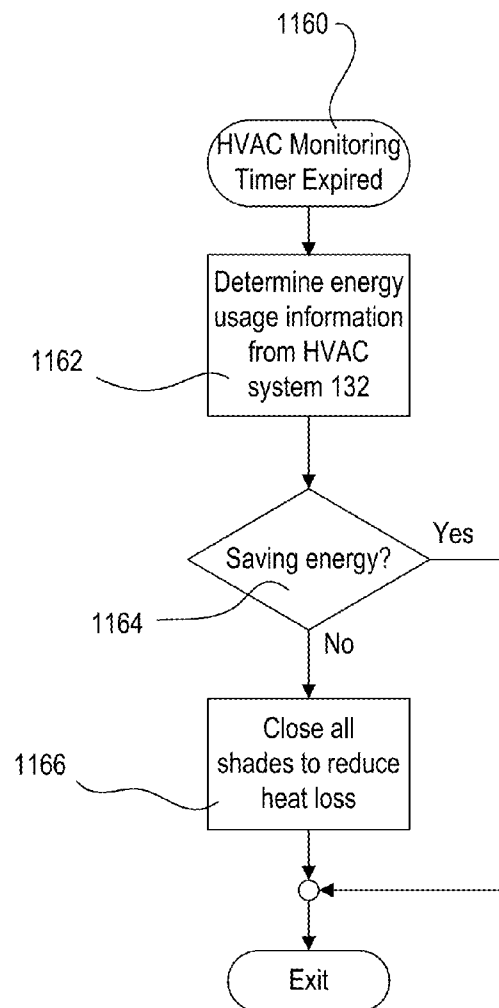 1160
HVAC Monitoring
Timer Expired
Determine energy
usage information
from HVAC
system 132
1162
Saving energy?
Yes
1164
No
Close all
shades to reduce
heat loss
1166
Exit